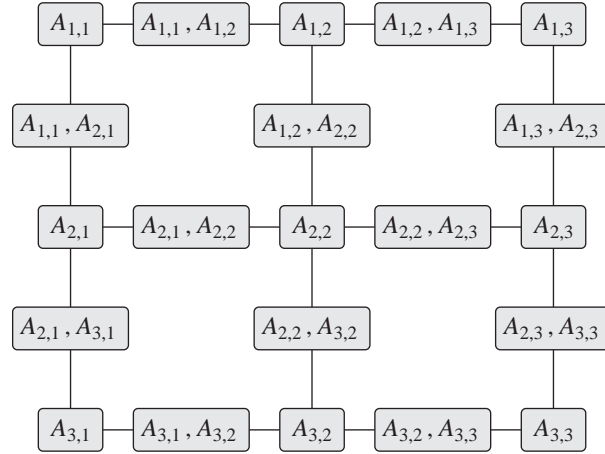 A1,1 A1,1 , A1,2 A1,2 A1,2 , A1,3 A1,3
A1,1 , A2,1 A1,2 , A2,2 A1,3 , A2,3
A2,1 A2,1 , A2,2 A2,2 A2,2 , A2,3 A2,3
A2,1 , A3,1 A2,2 , A3,2 A2,3 , A3,3
A3,1 A3,1 , A3,2 A3,2 A3,2 , A3,3 A3,3